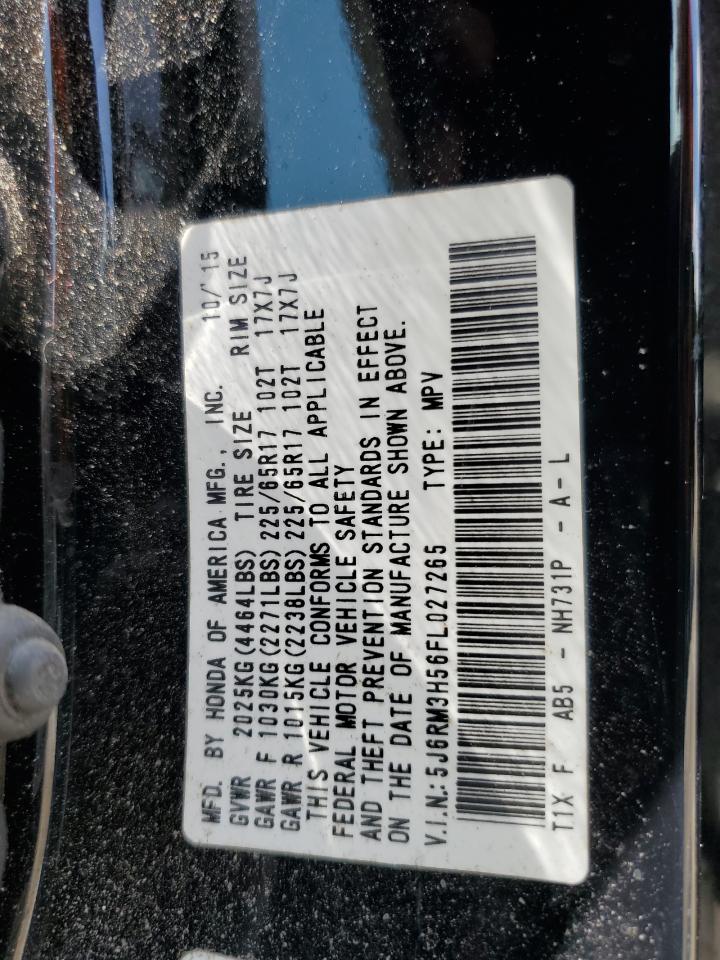 MFD. BY HONDA OF AMERICA MFG., INC. 10/'15
GVWR 2025KG(4464LBS) TIRE SIZE RIM SIZE
GAWR F 1030KG(2271LBS) 225/65R17 102T 17X7J
GAWR R 1015KG(2238LBS) 225/65R17 102T 17X7J
THIS VEHICLE CONFORMS TO ALL APPLICABLE
FEDERAL MOTOR VEHICLE SAFETY
AND THEFT PREVENTION STANDARDS IN EFFECT
ON THE DATE OF MANUFACTURE SHOWN ABOVE.
V.I.N.:5J6RM3H56FL027265 TYPE: MPV
T1X F AB5 - NH731P - A - L